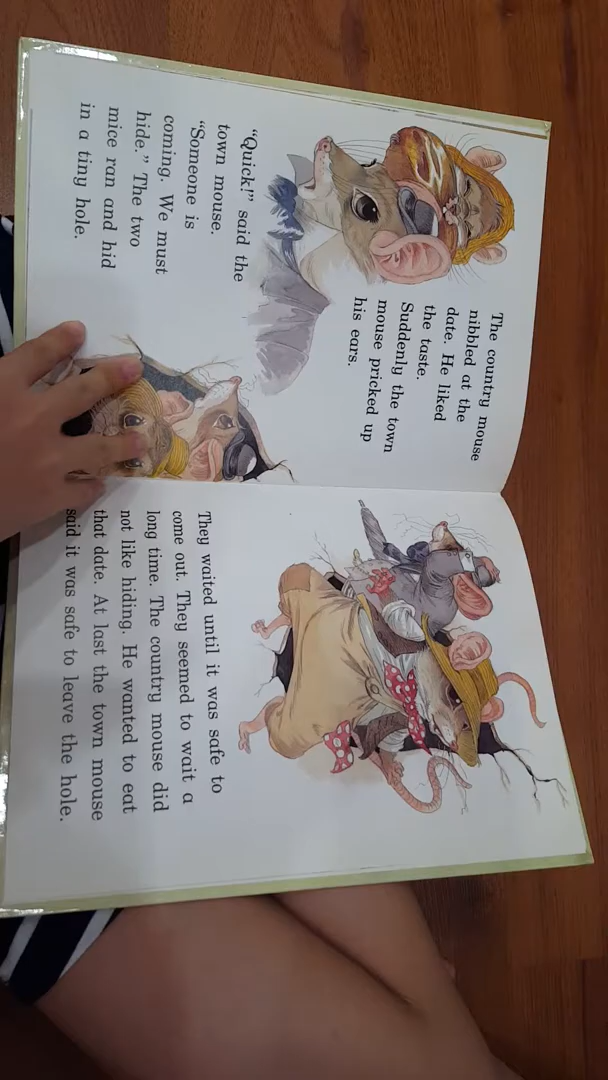 The country mouse
nibbled at the
date. He liked
the taste.
Suddenly the town
mouse pricked up
his ears.
“Quick!” said the
town mouse.
“Someone is
coming. We must
hide.” The two
mice ran and hid
in a tiny hole.
They waited until it was safe to
come out. They seemed to wait a
long time. The country mouse did
not like hiding. He wanted to eat
that date. At last the town mouse
said it was safe to leave the hole.